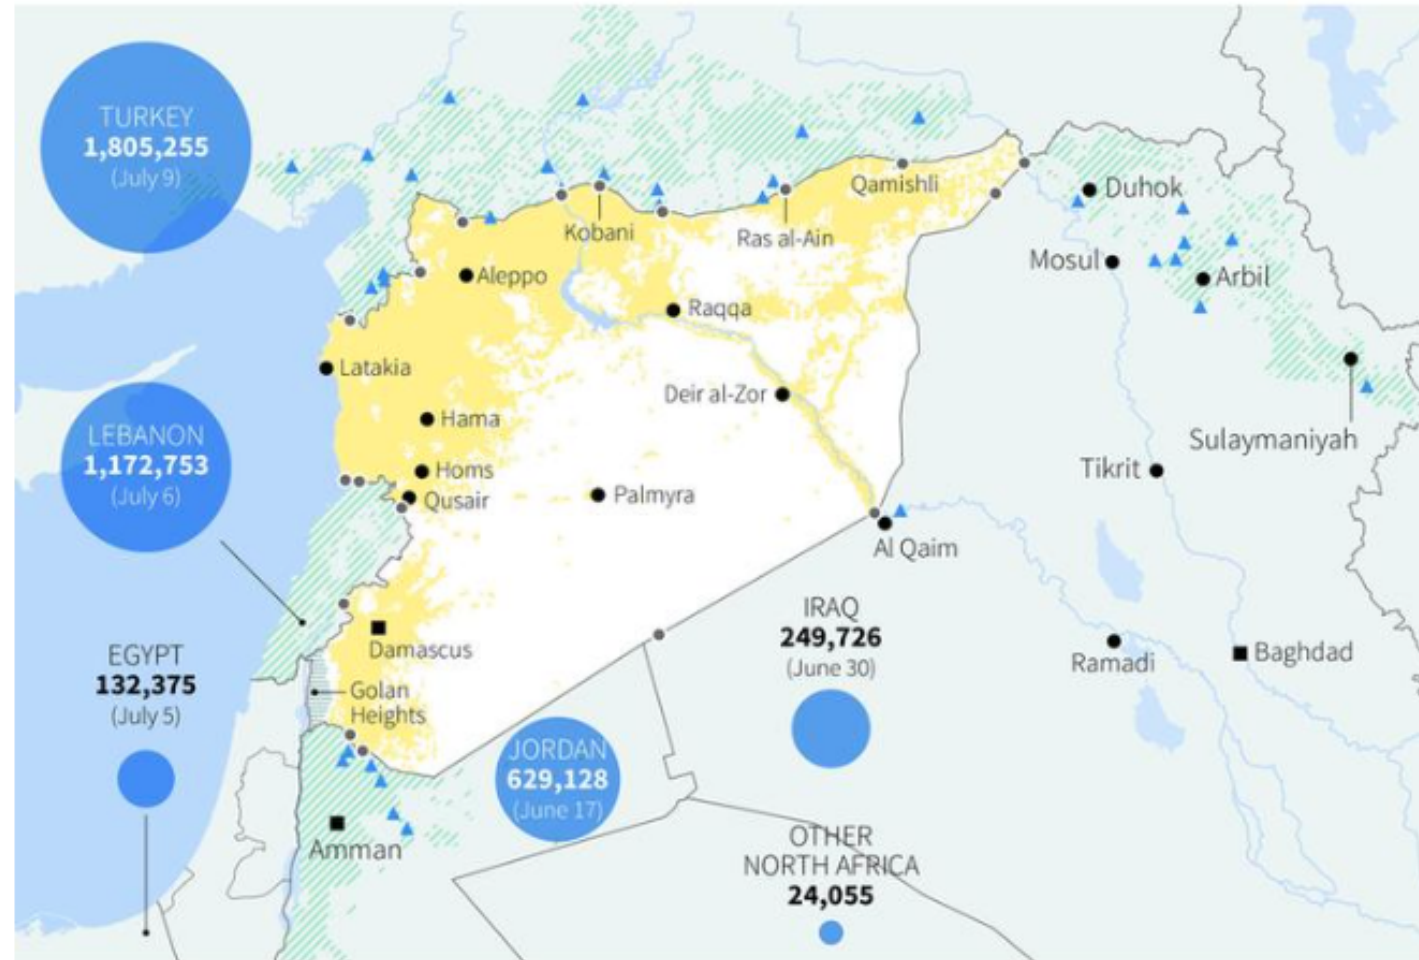 TURKEY
1,805,255
(July 9)
Qamishli
Duhok
Kobani
Ras al-Ain
Mosul
Aleppo
Arbil
Raqqa
Latakia
Deir al-Zor
Hama
LEBANON
1,172,753
(July 6)
Sulaymaniyah
Homs
Tikrit
Qusair
Palmyra
Al Qaim
IRAQ
249,726
(June 30)
Damascus
Ramadi
Baghdad
EGYPT
132,375
(July 5)
Golan
Heights
JORDAN
629,128
(June 17)
Amman
OTHER
NORTH AFRICA
24,055